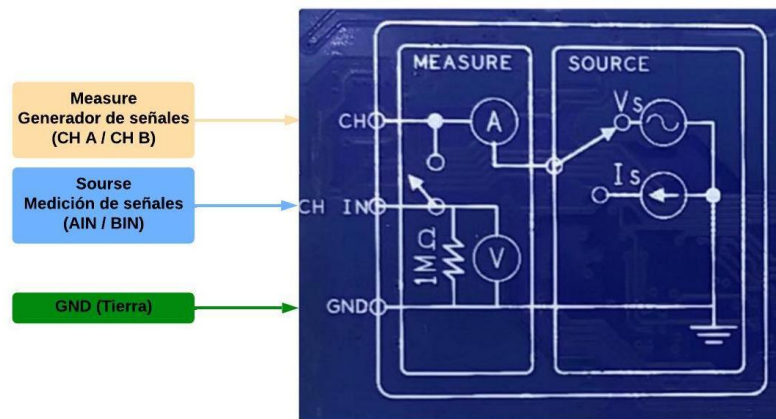 Measure
Generador de señales
(CH A / CH B)
Sourse
Medición de señales
(AIN / BIN)
GND (Tierra)
MEASURE
SOURCE
CH
A
Vs
Is
CH IN
1MΩ
V
GND